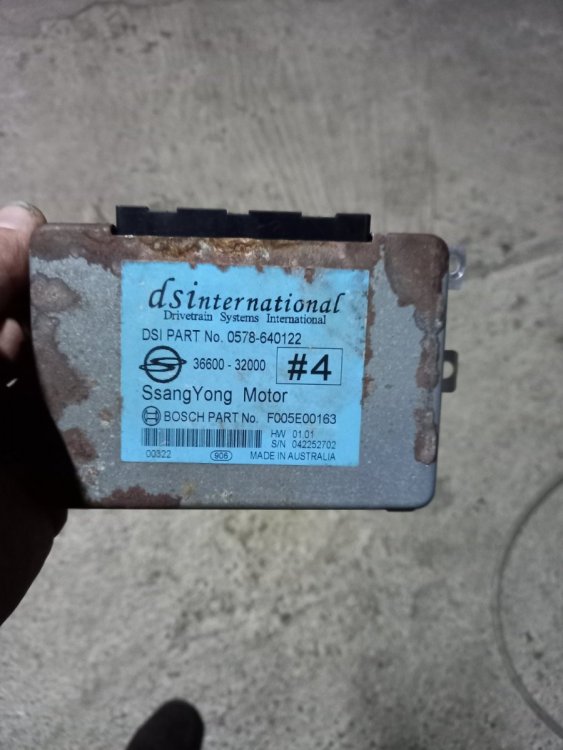 dsinternational
Drivetrain Systems International
DSI PART No. 0578-640122
36600 - 32000 #4
SsangYong Motor
BOSCH PART No. F005E00163
HW 01.01
S/N 042252702
00322 906 MADE IN AUSTRALIA